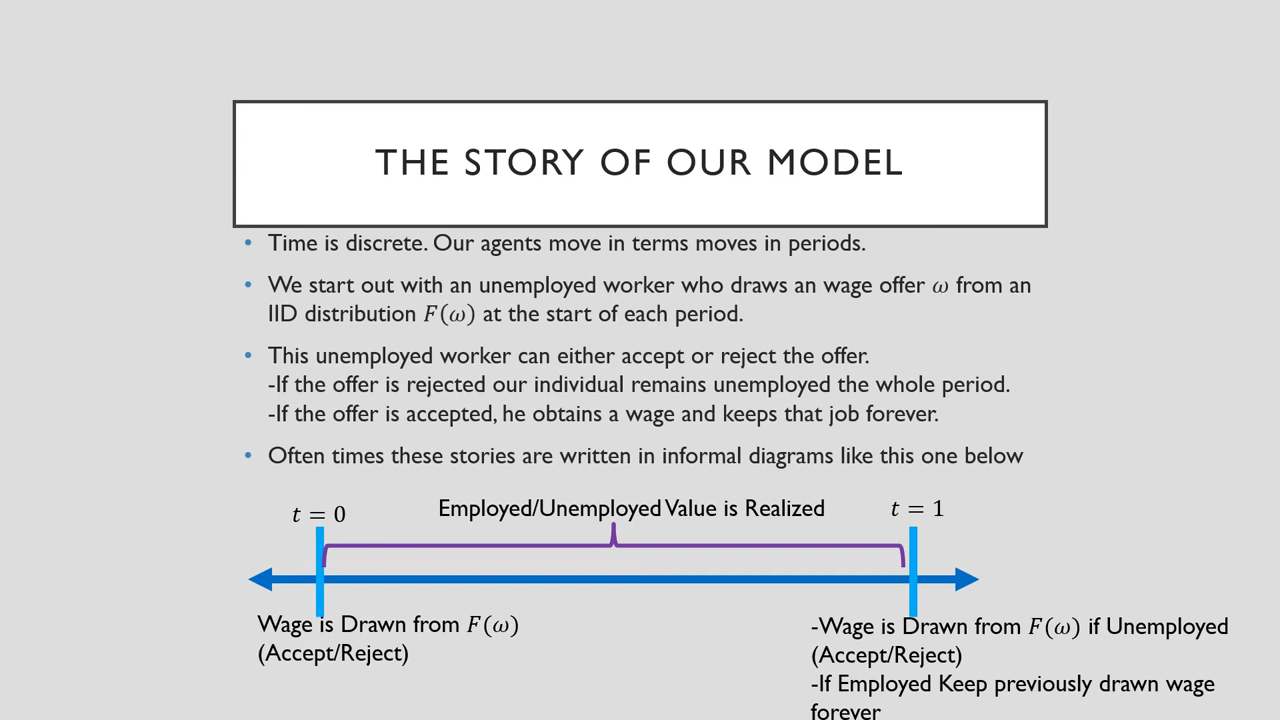 THE STORY OF OUR MODEL
• Time is discrete. Our agents move in terms moves in periods.
• We start out with an unemployed worker who draws an wage offer ω from an
IID distribution F(ω) at the start of each period.
• This unemployed worker can either accept or reject the offer.
-If the offer is rejected our individual remains unemployed the whole period.
-If the offer is accepted, he obtains a wage and keeps that job forever.
• Often times these stories are written in informal diagrams like this one below
t = 0
Employed/Unemployed Value is Realized
t = 1
Wage is Drawn from F(ω)
(Accept/Reject)
-Wage is Drawn from F(ω) if Unemployed
(Accept/Reject)
-If Employed Keep previously drawn wage
forever